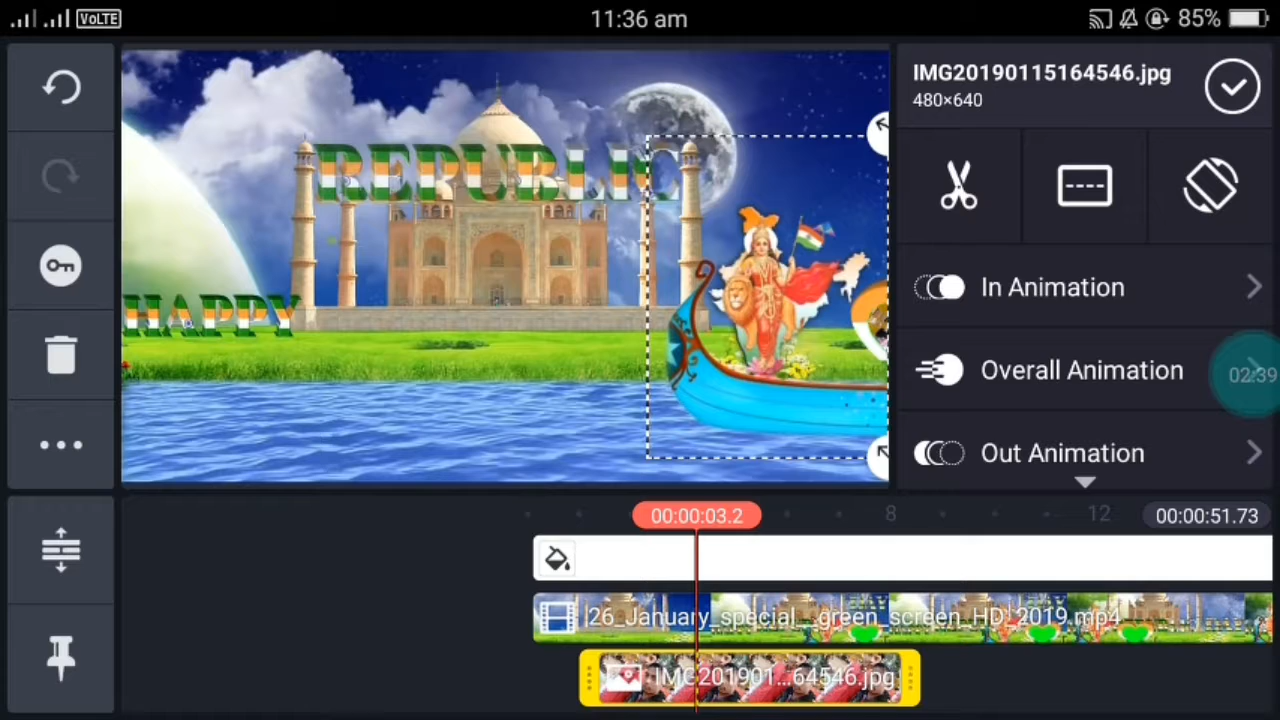 VoLTE 11:36 am 85%
IMG20190115164546.jpg
480×640
REPUBLIC
HAPPY
In Animation
Overall Animation
02:39
Out Animation
00:00:03.2 8 12 00:00:51.73
26_January_special__green_screen_HD_2019.mp4
IMG201901...64546.jpg